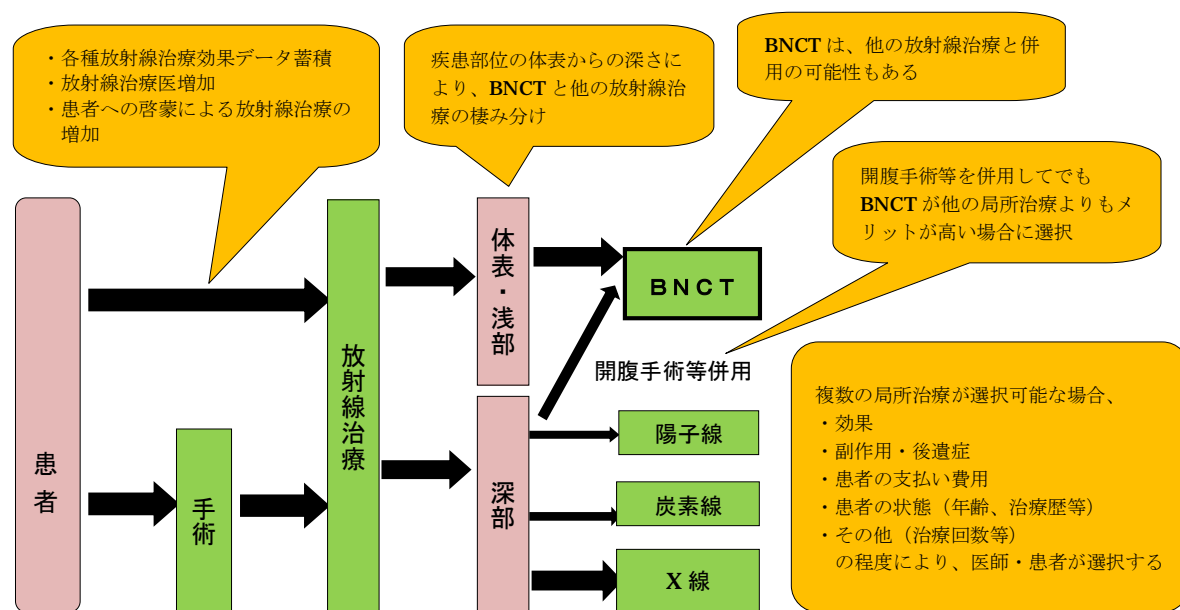 ・各種放射線治療効果データ蓄積
・放射線治療医増加
・患者への啓蒙による放射線治療の
増加
疾患部位の体表からの深さに
より、BNCT と他の放射線治
療の棲み分け
BNCT は、他の放射線治療と併
用の可能性もある
開腹手術等を併用してでも
BNCT が他の局所治療よりもメ
リットが高い場合に選択
患者
手術
放射線治療
体表・浅部
深部
BNCT
開腹手術等併用
陽子線
炭素線
X 線
複数の局所治療が選択可能な場合、
・効果
・副作用・後遺症
・患者の支払い費用
・患者の状態（年齢、治療歴等）
・その他（治療回数等）
の程度により、医師・患者が選択する